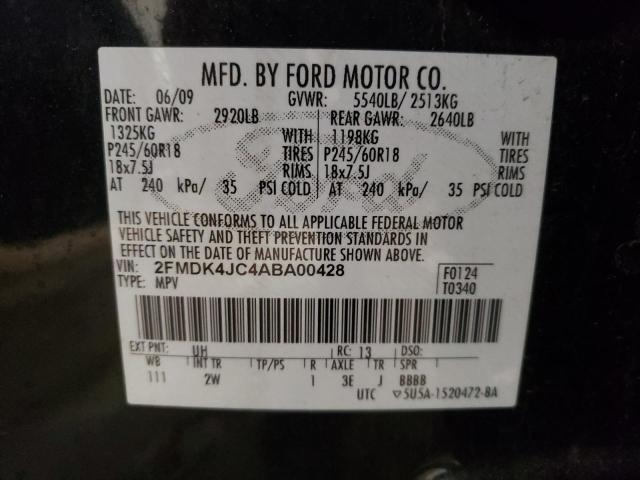 MFD. BY FORD MOTOR CO.
DATE: 06/09 GVWR: 5540LB/ 2513KG
FRONT GAWR: 2920LB REAR GAWR: 2640LB
1325KG WITH 1198KG WITH
P245/60R18 TIRES P245/60R18 TIRES
18x7.5J RIMS 18x7.5J RIMS
AT 240 kPa/ 35 PSI COLD AT 240 kPa/ 35 PSI COLD
Ford
THIS VEHICLE CONFORMS TO ALL APPLICABLE FEDERAL MOTOR
VEHICLE SAFETY AND THEFT PREVENTION STANDARDS IN
EFFECT ON THE DATE OF MANUFACTURE SHOWN ABOVE.
VIN: 2FMDK4JC4ABA00428 F0124
TYPE: MPV T0340
EXT PNT: UH RC: 13 DSO:
WB INT TR TP/PS R AXLE TR SPR
111 2W 1 3E J BBBB
UTC ▽5U5A-1520472-BA